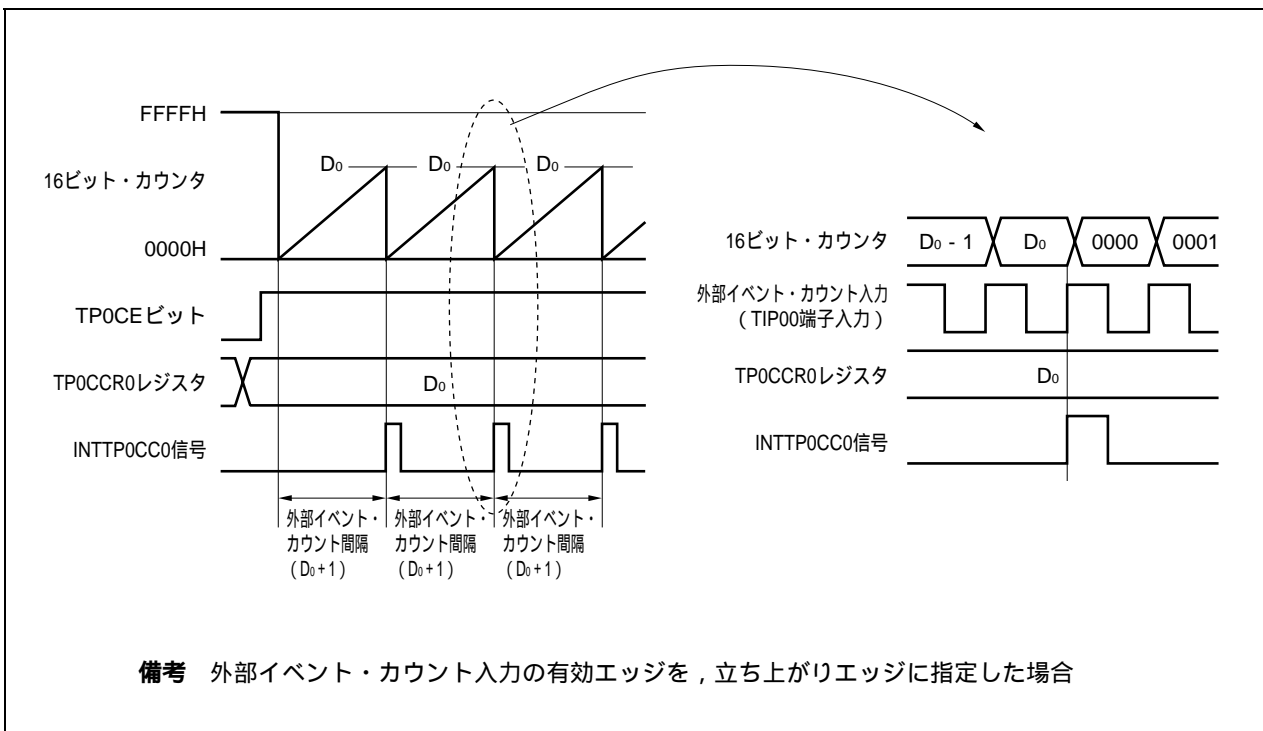 FFFFH
16ビット・カウンタ
D0 D0 D0
0000H
TP0CEビット
TP0CCR0レジスタ
D0
INTTP0CC0信号
外部イベント・
カウント間隔
(D0+1)
外部イベント・
カウント間隔
(D0+1)
外部イベント・
カウント間隔
(D0+1)
16ビット・カウンタ D0 - 1 D0 0000 0001
外部イベント・カウント入力
(TIP00端子入力)
TP0CCR0レジスタ
D0
INTTP0CC0信号
備考 外部イベント・カウント入力の有効エッジを,立ち上がりエッジに指定した場合